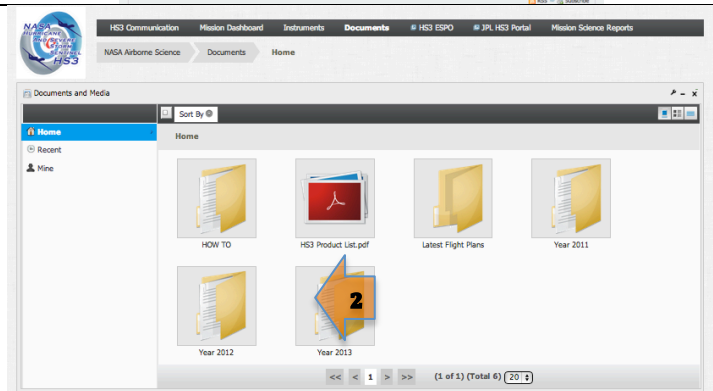 HS3 Communication Mission Dashboard Instruments Documents HS3 ESPO JPL HS3 Portal Mission Science Reports
NASA
HURRICANE
AND SEVERE
STORM
SENTINEL
HS3
NASA Airborne Science Documents Home
Documents and Media
Sort By
Home
Recent
Mine
Home
HOW TO HS3 Product List.pdf Latest Flight Plans Year 2011
2
Year 2012 Year 2013
<< < 1 > >> (1 of 1) (Total 6) 20